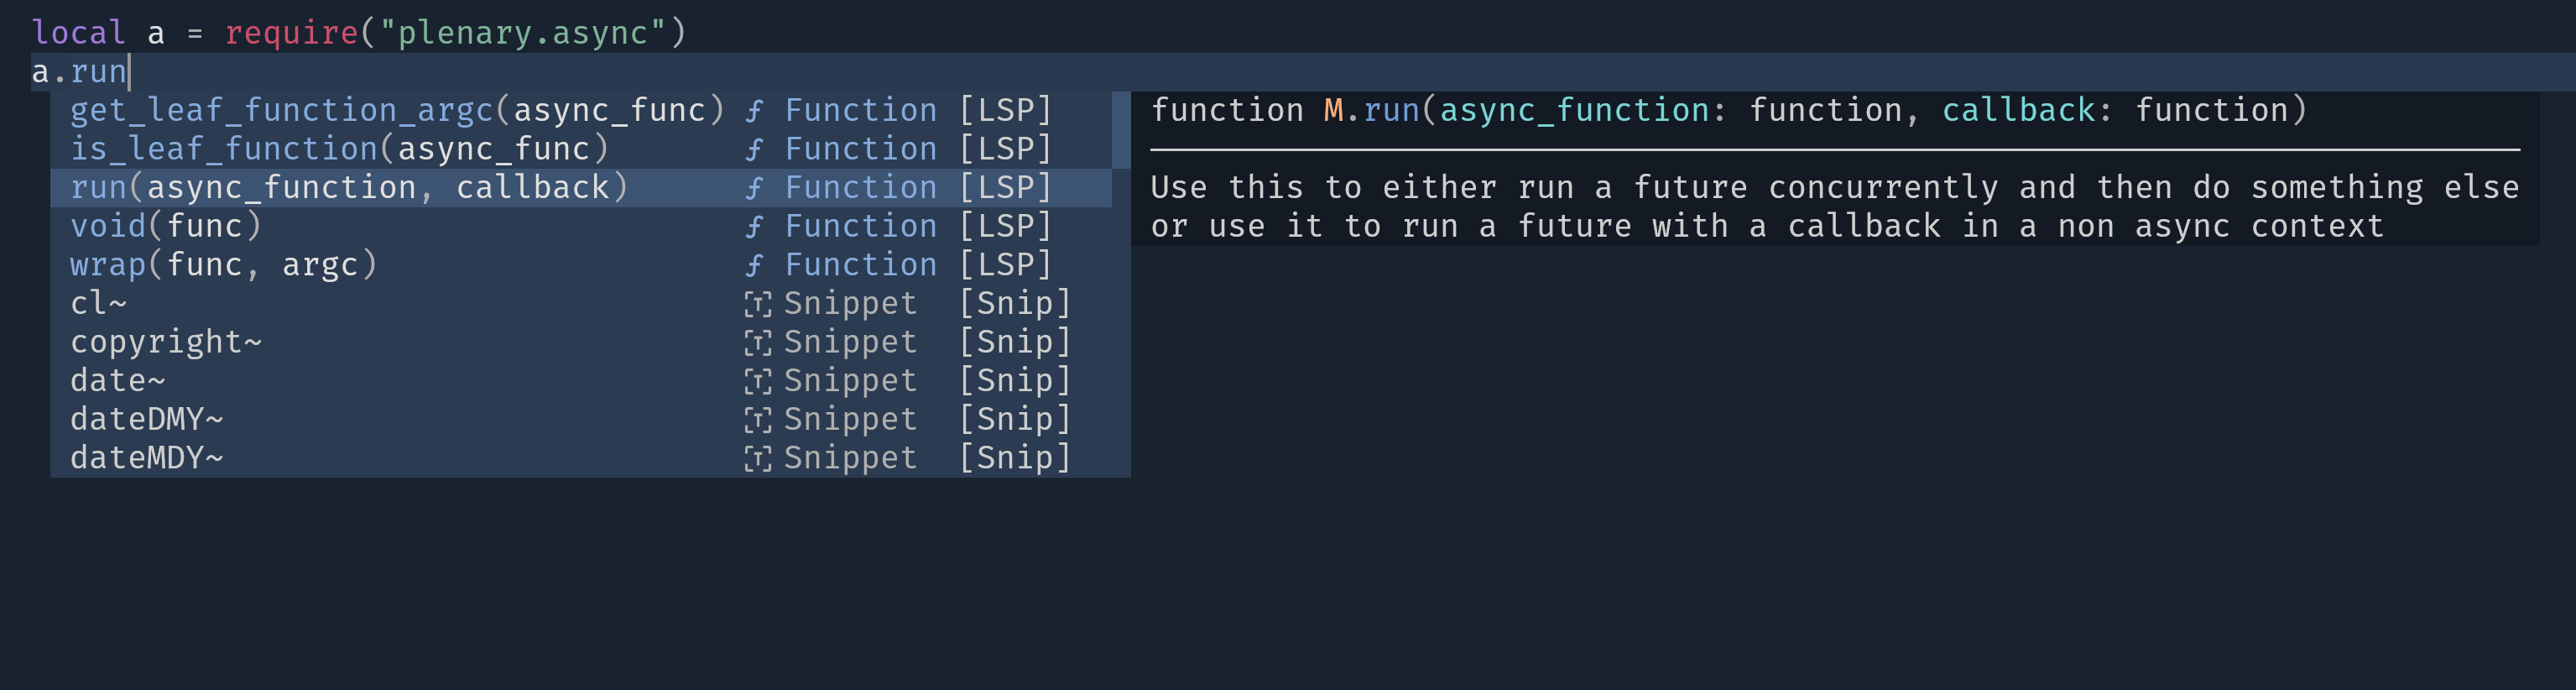 local a = require("plenary.async")
a.run
get_leaf_function_argc(async_func) ƒ Function [LSP]
is_leaf_function(async_func) ƒ Function [LSP]
run(async_function, callback) ƒ Function [LSP]
void(func) ƒ Function [LSP]
wrap(func, argc) ƒ Function [LSP]
cl~ Snippet [Snip]
copyright~ Snippet [Snip]
date~ Snippet [Snip]
dateDMY~ Snippet [Snip]
dateMDY~ Snippet [Snip]
function M.run(async_function: function, callback: function)
Use this to either run a future concurrently and then do something else
or use it to run a future with a callback in a non async context